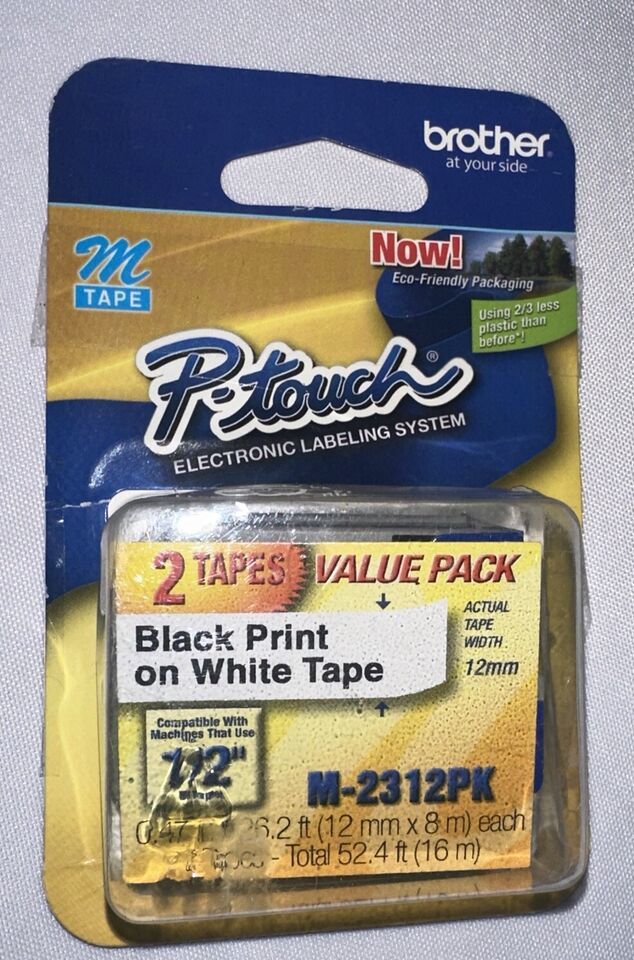 brother®
at your side
M
TAPE
Now!
Eco-Friendly Packaging
Using 2/3 less
plastic than
before*!
P-touch®
ELECTRONIC LABELING SYSTEM
2 TAPES
VALUE PACK
Black Print
on White Tape
ACTUAL
TAPE
WIDTH
12mm
Compatible With
Machines That Use
1/2"
M-2312PK
26.2 ft (12 mm x 8 m) each
- Total 52.4 ft (16 m)